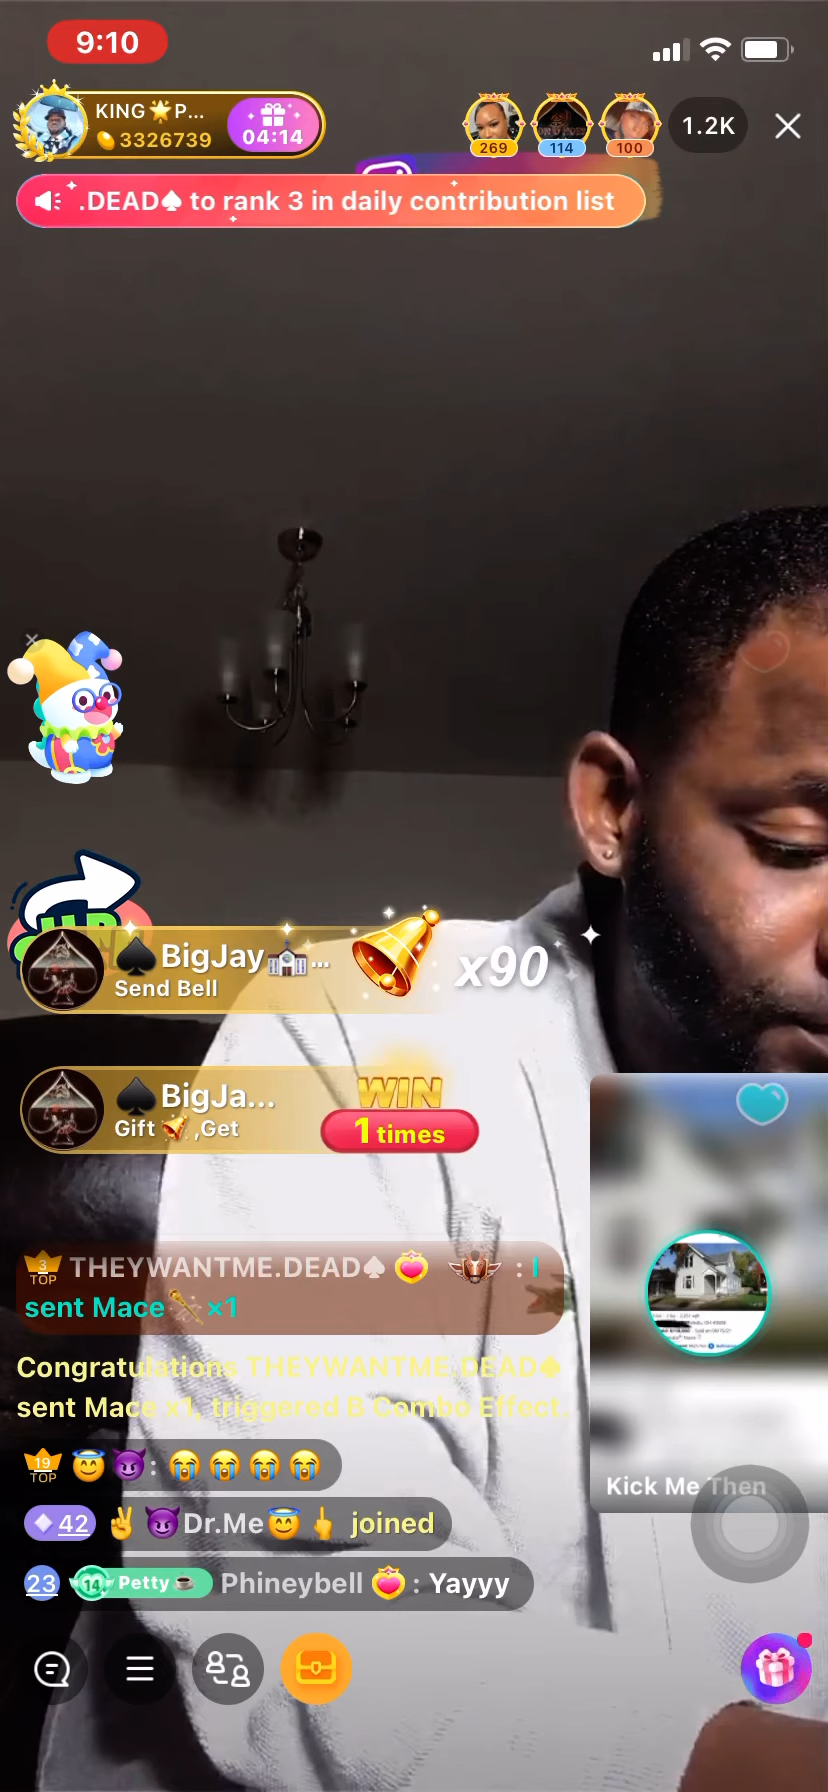 9:10
KING🌟P...
3326739
04:14
269
114
100
1.2K
.DEAD♠ to rank 3 in daily contribution list
♠BigJay⛪...
Send Bell
x90
♠BigJa...
Gift 🔔,Get
WIN
1 times
3
TOP
THEYWANTME.DEAD♠ : I
sent Mace x1
Congratulations THEYWANTME.DEAD♠
sent Mace x1, triggered B Combo Effect.
19
TOP
😇😈: 😭😭😭😭
42 ✌😈Dr.Me😇🖕 joined
23 14 Petty☕ Phineybell : Yayyy
Kick Me Then